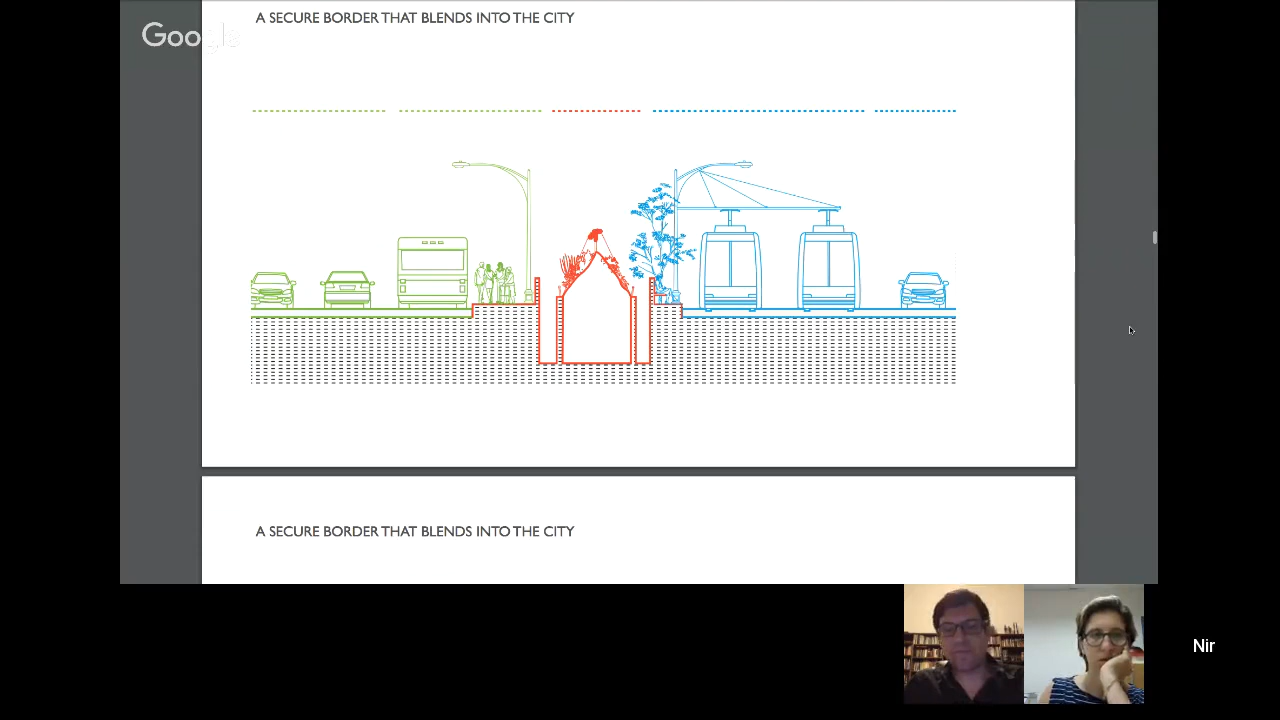 A SECURE BORDER THAT BLENDS INTO THE CITY
Google
A SECURE BORDER THAT BLENDS INTO THE CITY
Nir